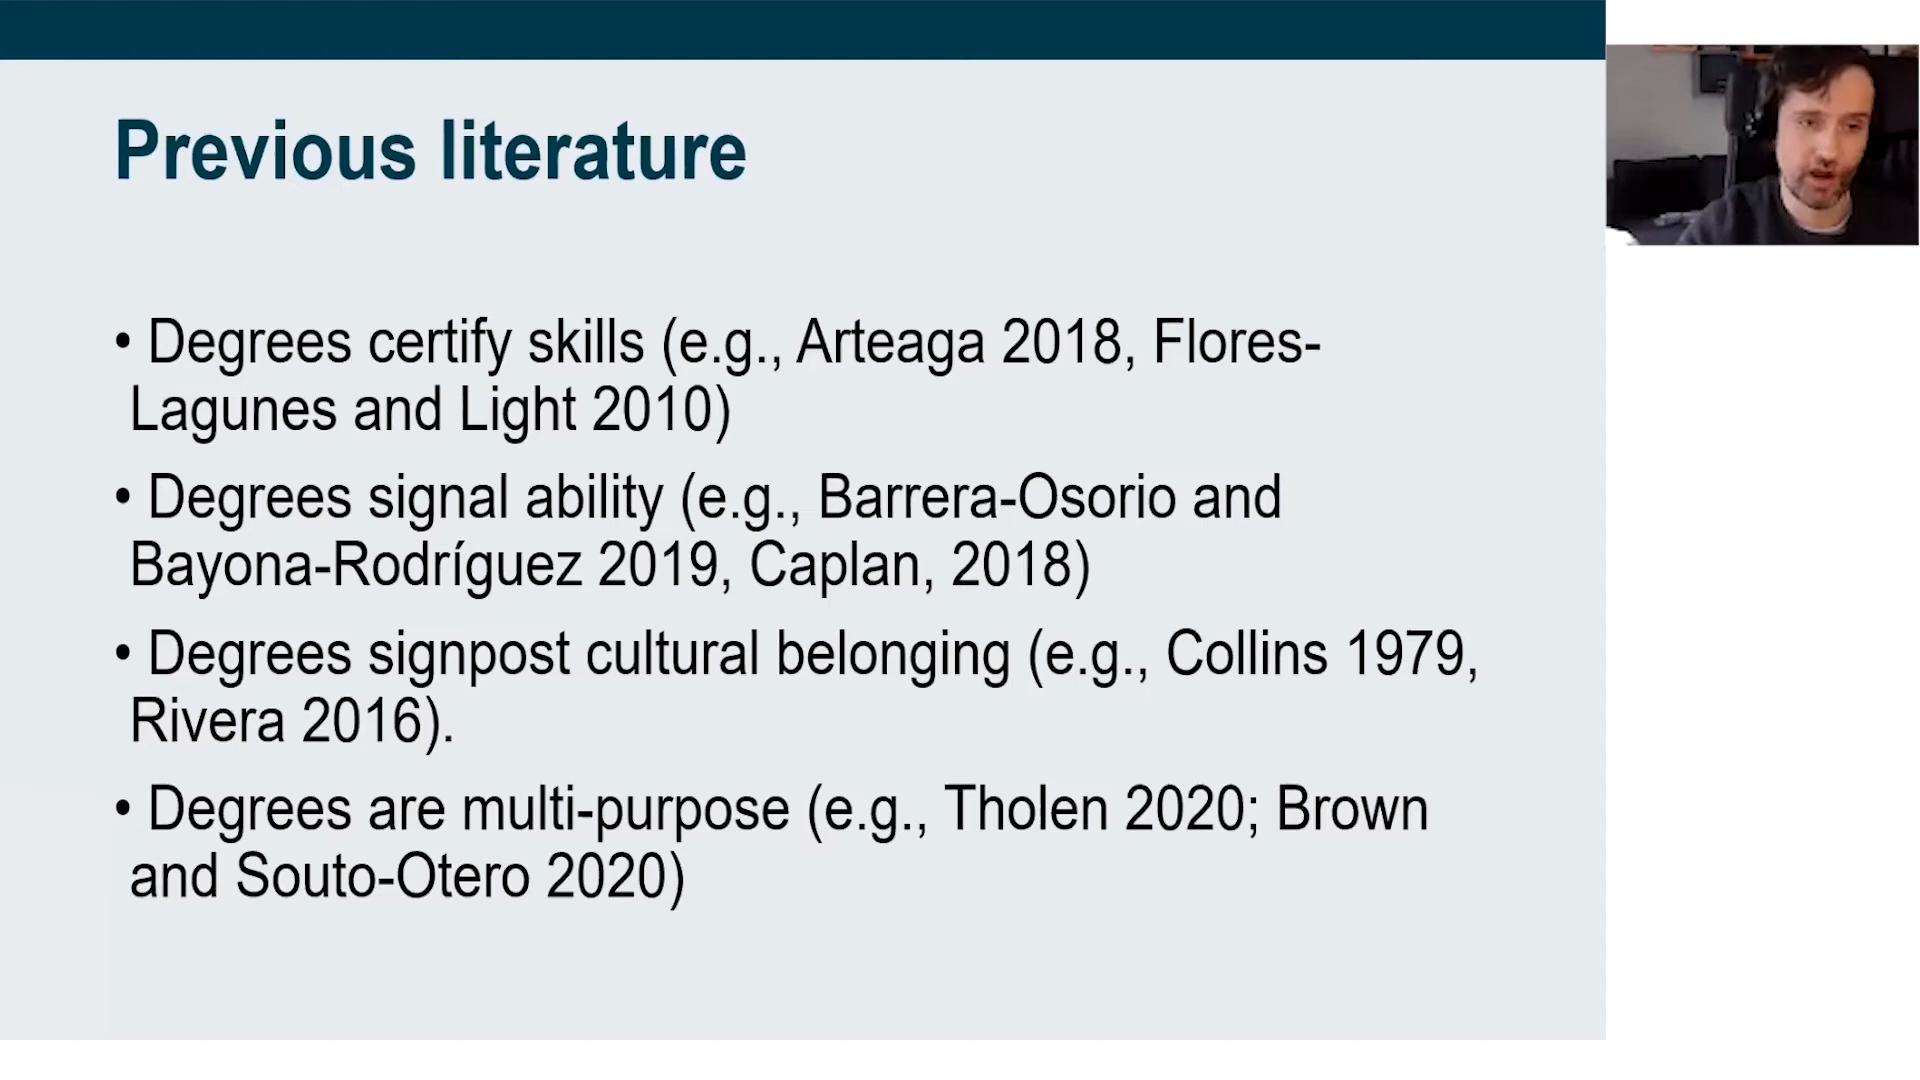 Previous literature
• Degrees certify skills (e.g., Arteaga 2018, Flores-
Lagunes and Light 2010)
• Degrees signal ability (e.g., Barrera-Osorio and
Bayona-Rodríguez 2019, Caplan, 2018)
• Degrees signpost cultural belonging (e.g., Collins 1979,
Rivera 2016).
• Degrees are multi-purpose (e.g., Tholen 2020; Brown
and Souto-Otero 2020)